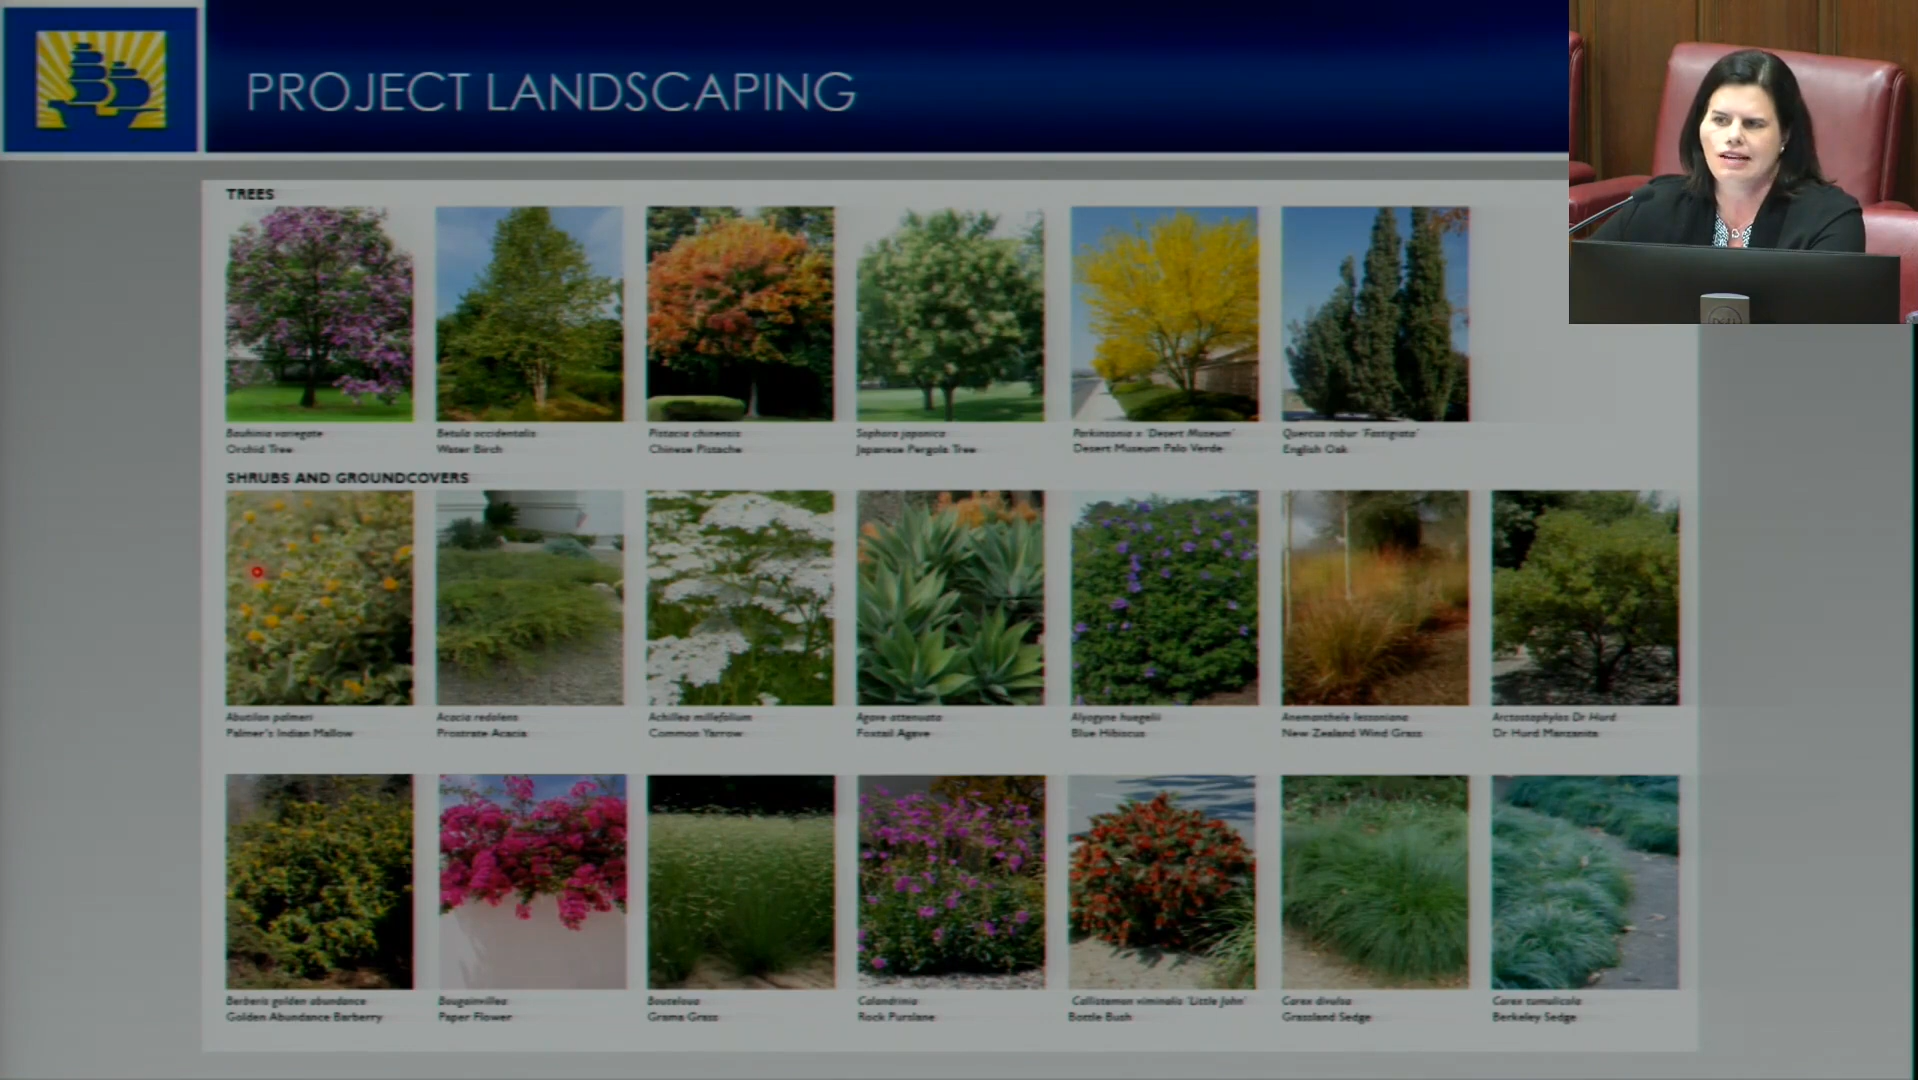 PROJECT LANDSCAPING
TREES
Bauhinia variegata
Orchid Tree
Betula occidentalis
Water Birch
Pistacia chinensis
Chinese Pistache
Sophora japonica
Japanese Pergola Tree
Parkinsonia x 'Desert Museum'
Desert Museum Palo Verde
Quercus robur 'Fastigiata'
English Oak
SHRUBS AND GROUNDCOVERS
Abutilon palmeri
Palmer's Indian Mallow
Acacia redolens
Prostrate Acacia
Achillea millefolium
Common Yarrow
Agave attenuata
Foxtail Agave
Alyogyne huegelii
Blue Hibiscus
Anemanthele lessoniana
New Zealand Wind Grass
Arctostaphylos Dr Hurd
Dr Hurd Manzanita
Berberis golden abundance
Golden Abundance Barberry
Bougainvillea
Paper Flower
Bouteloua
Grama Grass
Calandrinia
Rock Purslane
Callistemon viminalis 'Little John'
Bottle Bush
Carex divulsa
Grassland Sedge
Carex tumulicola
Berkeley Sedge